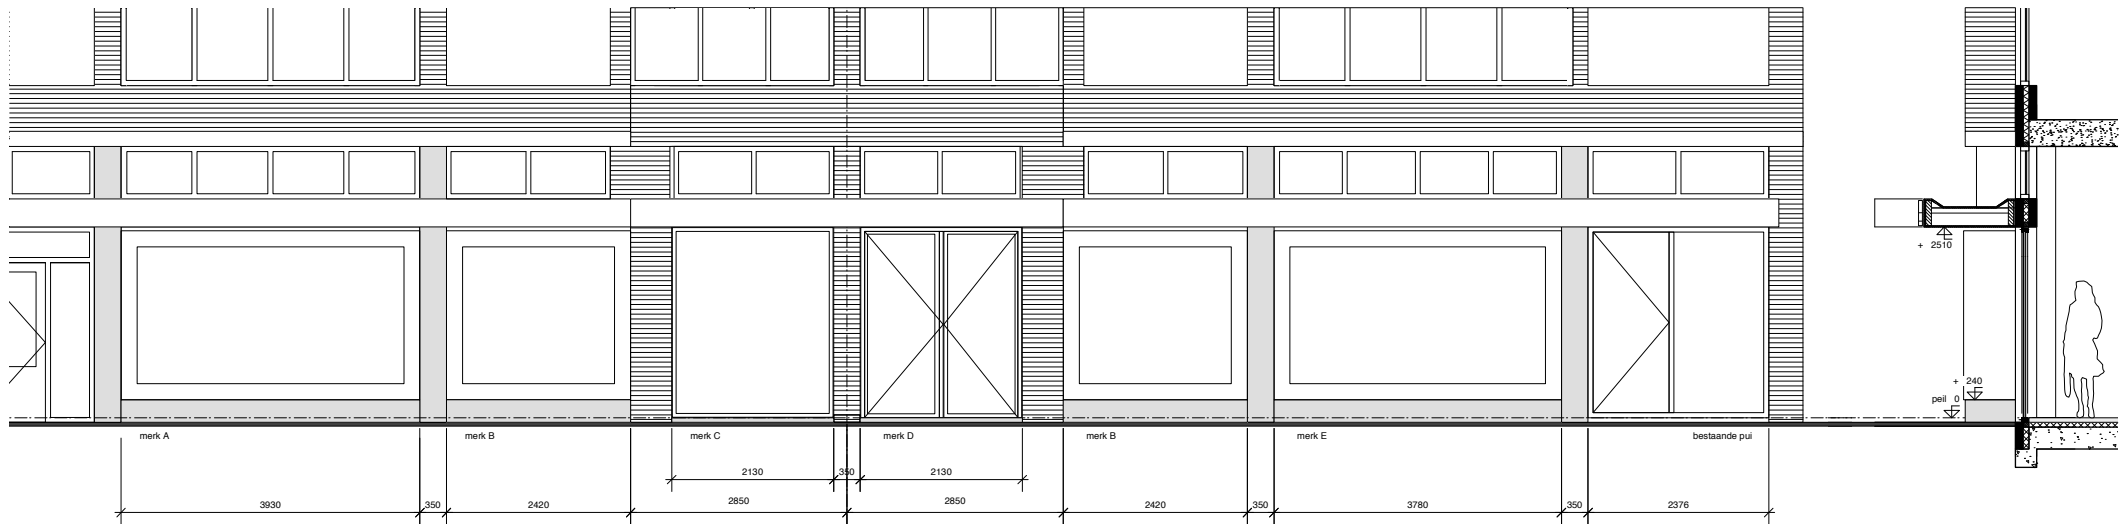 + 2510
+ 240
peil 0
merk A
merk B
merk C
merk D
merk B
merk E
bestaande pui
2130
350
2130
3930
350
2420
2850
2850
2420
350
3780
350
2376